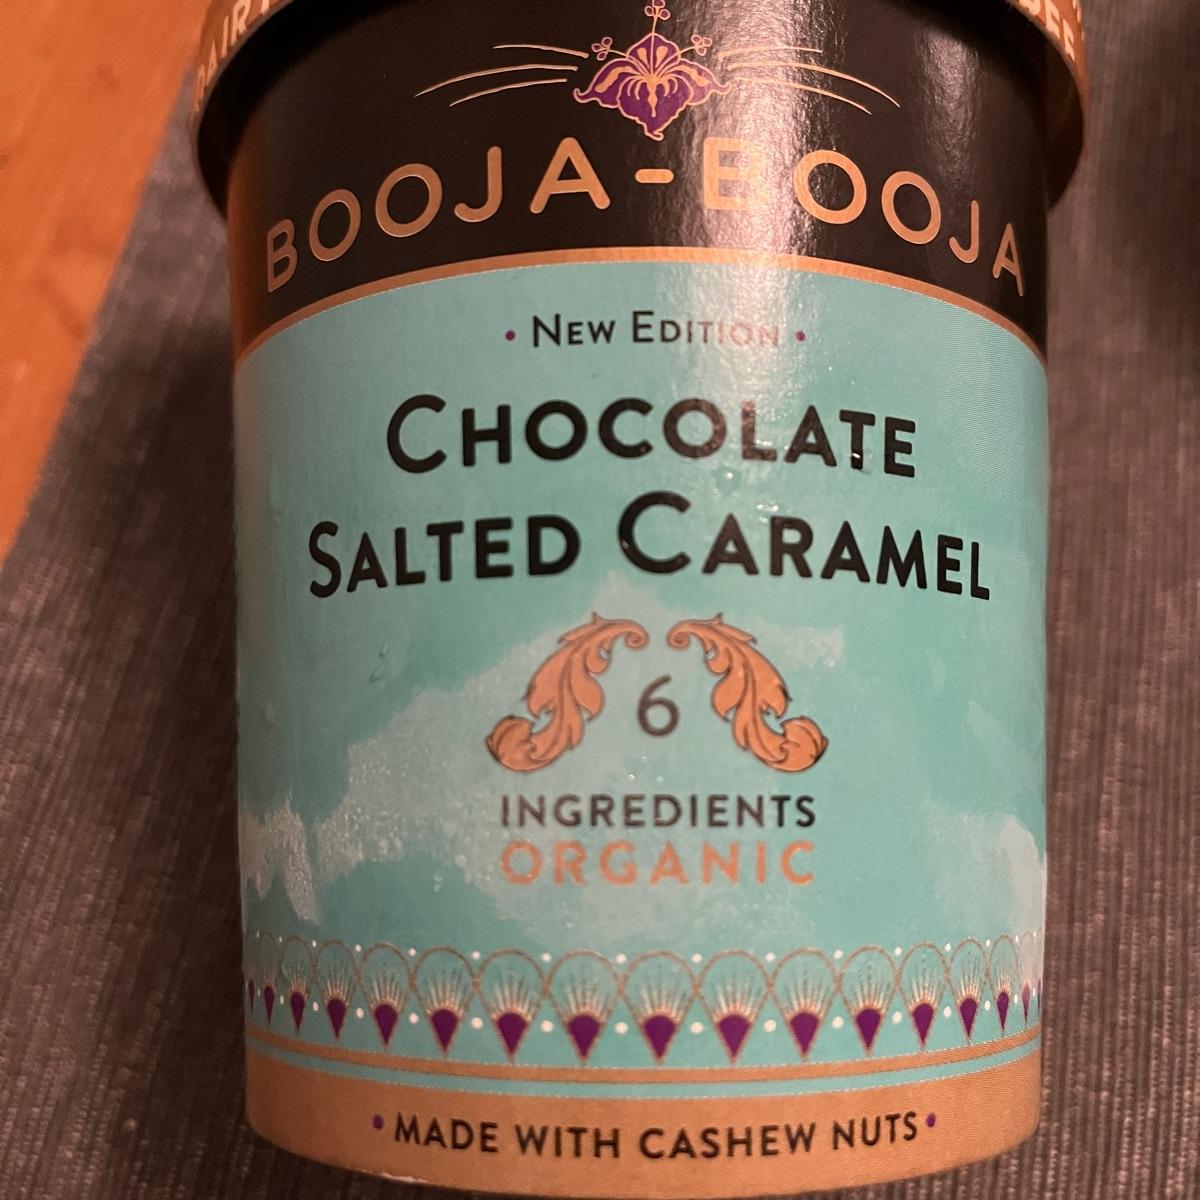 BOOJA-BOOJA
• NEW EDITION •
CHOCOLATE
SALTED CARAMEL
6
INGREDIENTS
ORGANIC
• MADE WITH CASHEW NUTS •